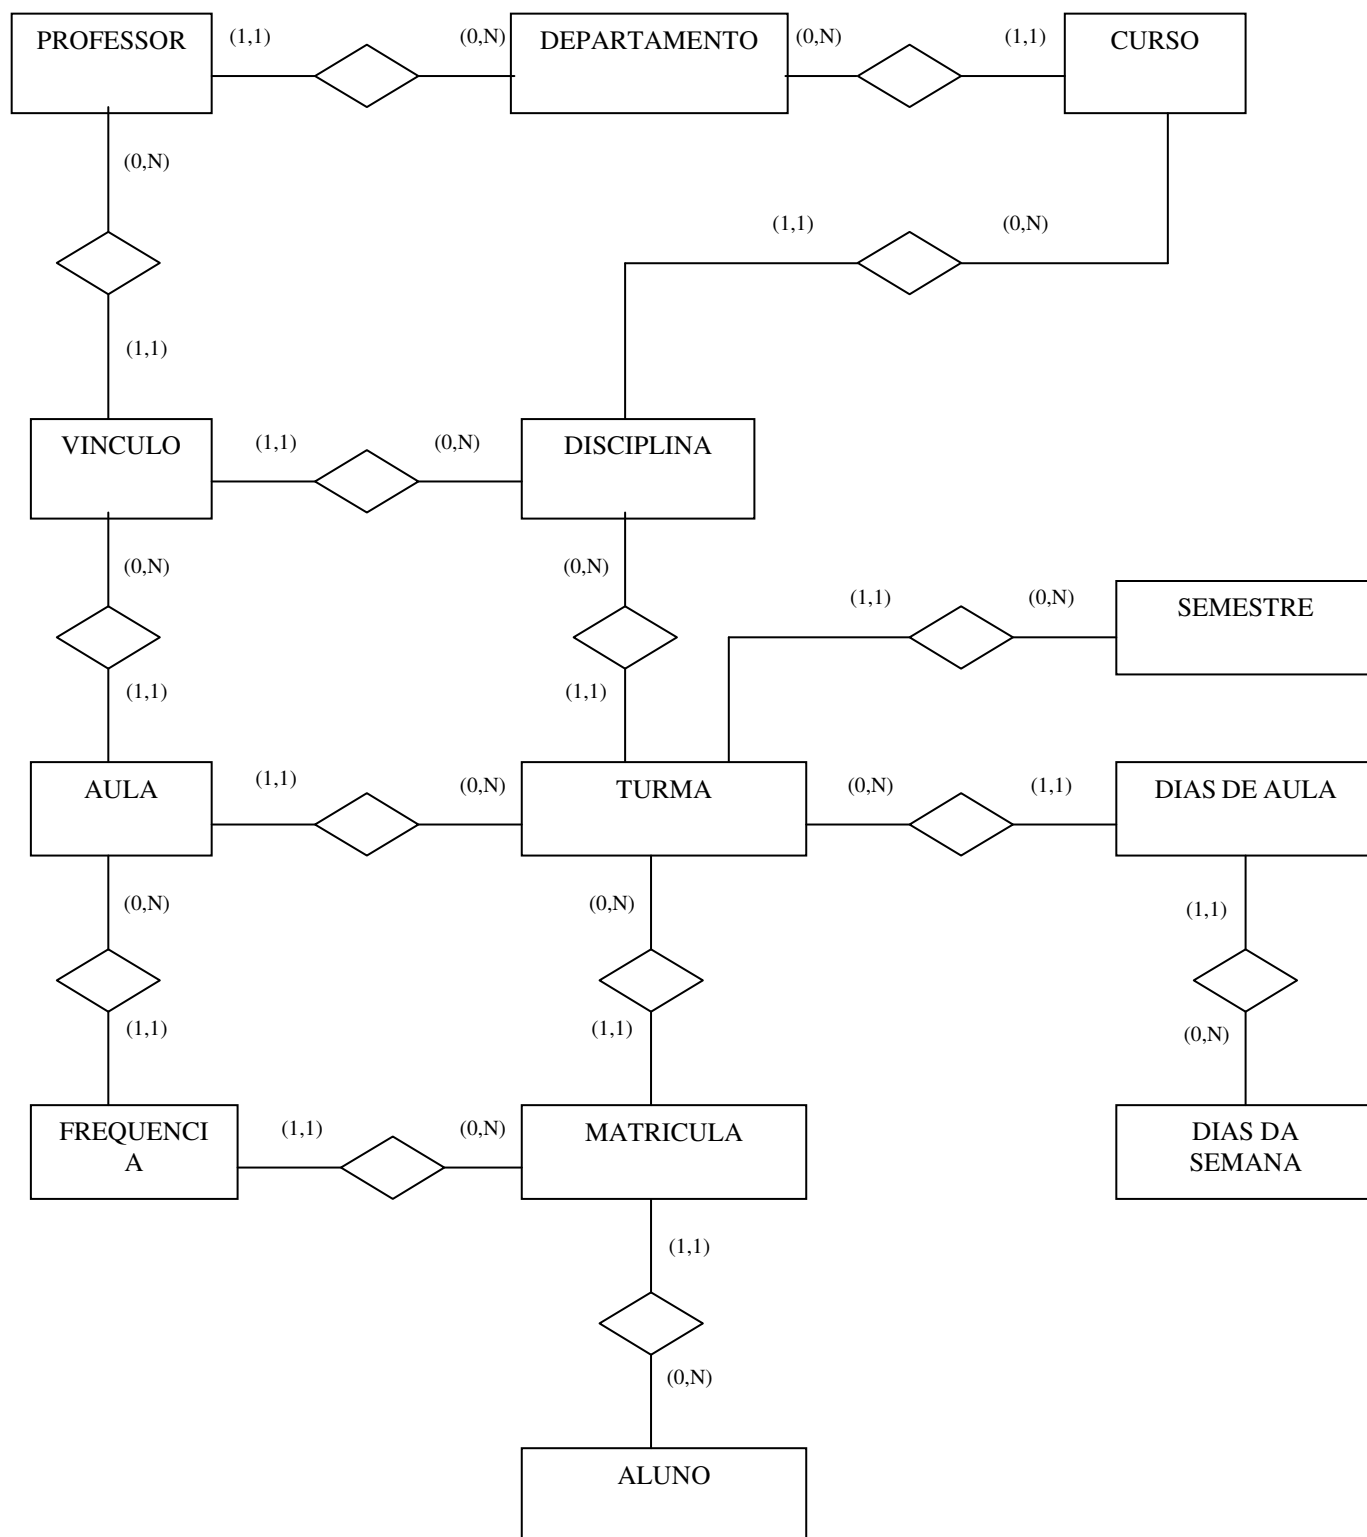 PROFESSOR (1,1) (0,N) DEPARTAMENTO (0,N) (1,1) CURSO
(0,N)
(1,1) (0,N)
(1,1)
VINCULO (1,1) (0,N) DISCIPLINA
(0,N) (0,N)
(1,1) (0,N) SEMESTRE
(1,1) (1,1)
AULA (1,1) (0,N) TURMA (0,N) (1,1) DIAS DE AULA
(0,N) (0,N) (1,1)
(1,1) (1,1) (0,N)
FREQUENCI (1,1) (0,N) MATRICULA DIAS DA
A SEMANA
(1,1)
(0,N)
ALUNO